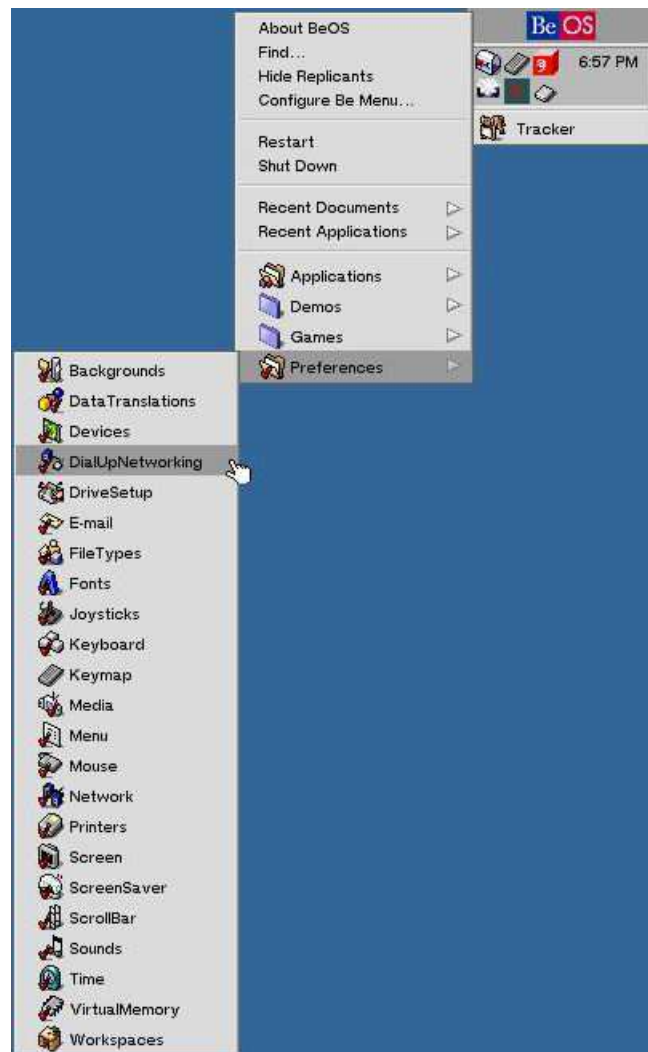 Be OS
6:57 PM
9
Tracker
About BeOS
Find...
Hide Replicants
Configure Be Menu...
Restart
Shut Down
Recent Documents
Recent Applications
Applications
Demos
Games
Preferences
Backgrounds
DataTranslations
Devices
DialUpNetworking
DriveSetup
E-mail
FileTypes
Fonts
Joysticks
Keyboard
Keymap
Media
Menu
Mouse
Network
Printers
Screen
ScreenSaver
ScrollBar
Sounds
Time
VirtualMemory
Workspaces